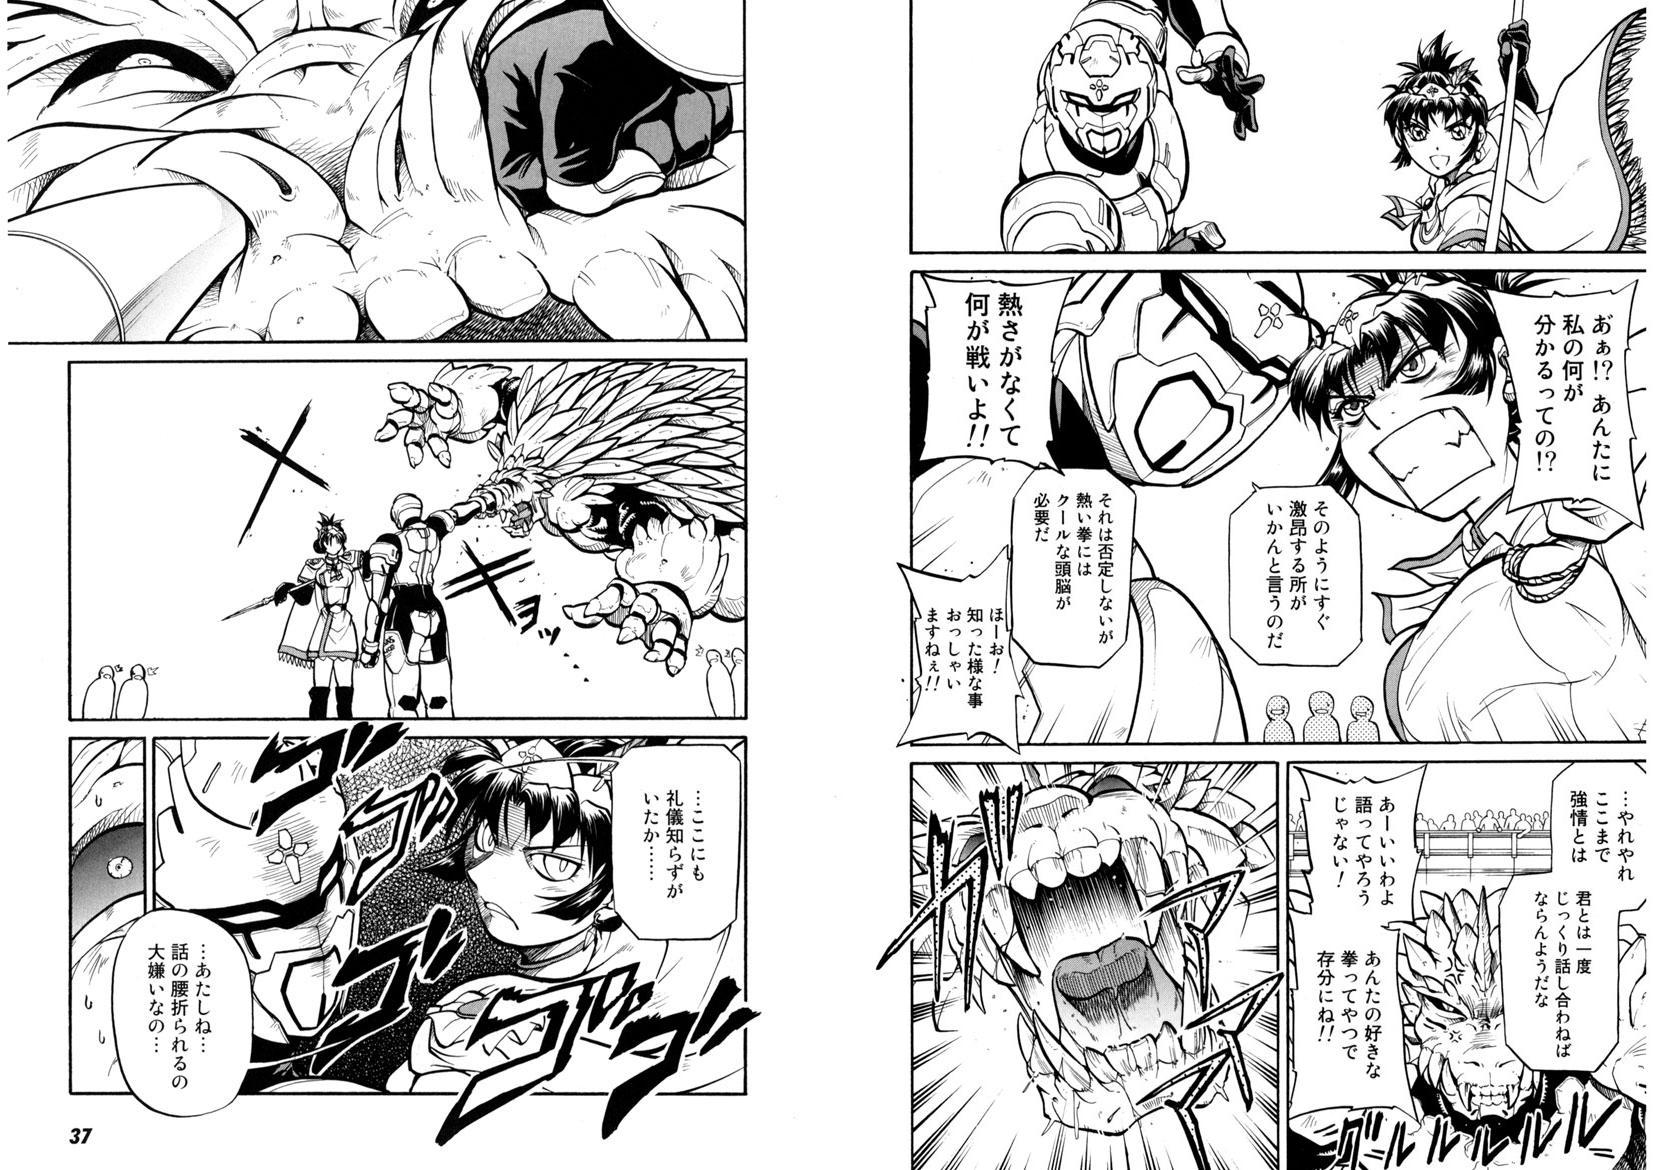 あ゛ぁ!?あんたに
私の何が
分かるっての!?
そのようにすぐ
激昂する所が
いかんと言うのだ
熱さがなくて
何が戦いよ!!
それは否定しないが
熱い拳には
クールな頭脳が
必要だ
ほーお!
知った様な事
おっしゃい
ますねぇ!!
…やれやれ
ここまで
強情とは
君とは一度
じっくり話し合わねば
ならんようだな
あーいいわよ
語ってやろう
じゃない!
あんたの好きな
拳ってやつで
存分にね!!
グルルルルル
キョッ
…ここにも
礼儀知らずが
いたか……
ゴゴゴゴゴ
…あたしね…
話の腰折られるの
大嫌いなの…
37